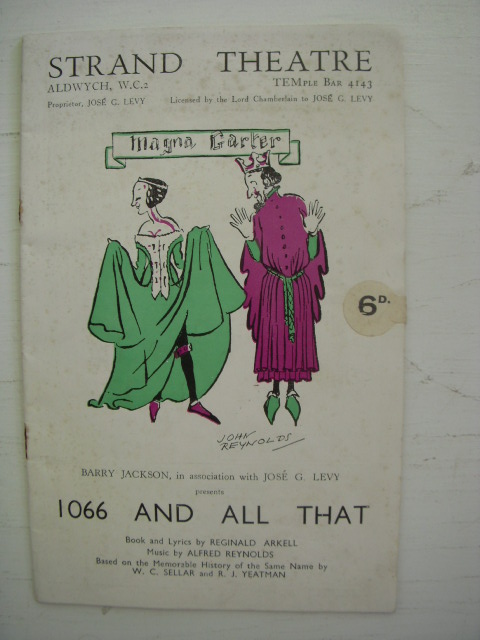 STRAND THEATRE
ALDWYCH, W.C.2 TEMple Bar 4143
Proprietor, JOSÉ G. LEVY Licensed by the Lord Chamberlain to JOSÉ G. LEVY
Magna Garter
6D.
JOHN
REYNOLDS
BARRY JACKSON, in association with JOSÉ G. LEVY
presents
1066 AND ALL THAT
Book and Lyrics by REGINALD ARKELL
Music by ALFRED REYNOLDS
Based on the Memorable History of the Same Name by
W. C. SELLAR and R. J. YEATMAN